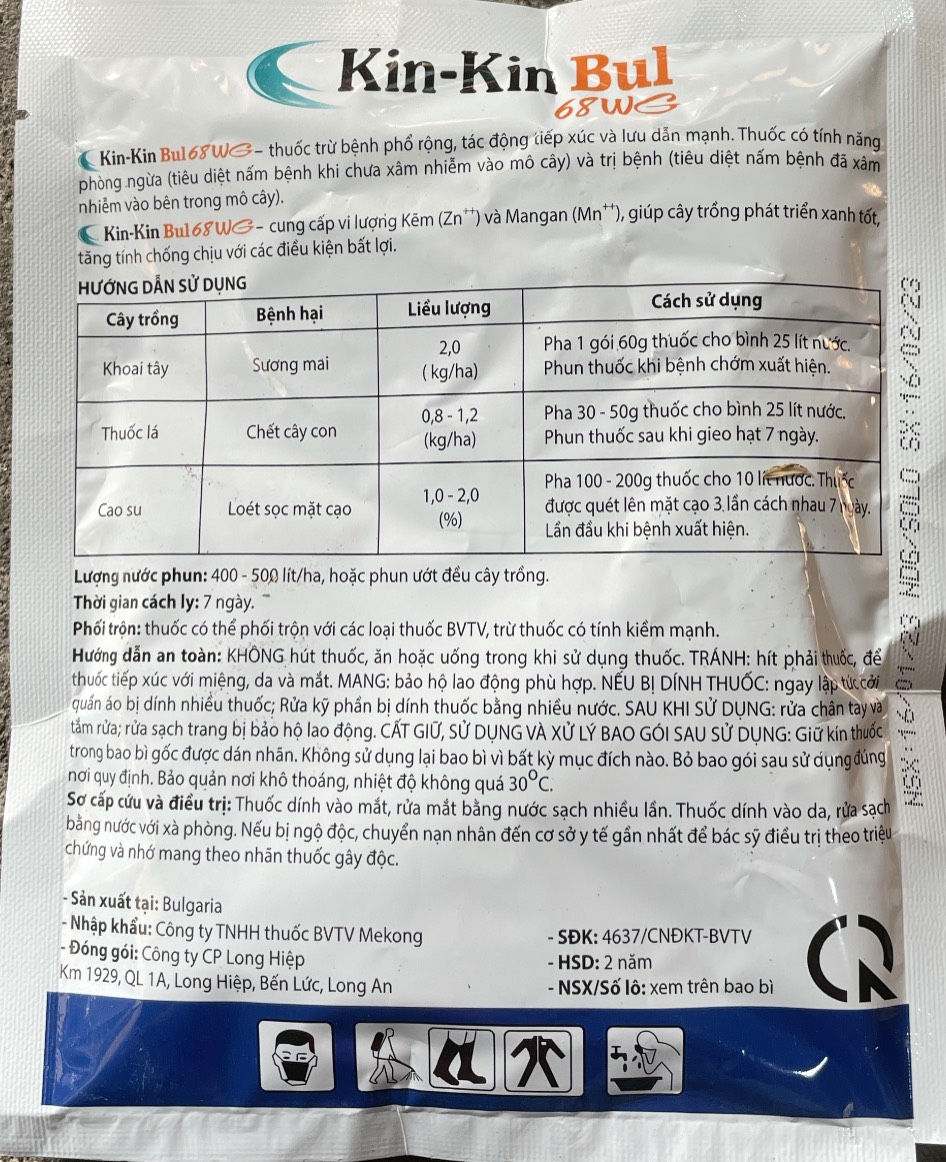 Kin-Kin Bul
68WG
Kin-Kin Bul 68WG – thuốc trừ bệnh phổ rộng, tác động tiếp xúc và lưu dẫn mạnh. Thuốc có tính năng
phòng ngừa (tiêu diệt nấm bệnh khi chưa xâm nhiễm vào mô cây) và trị bệnh (tiêu diệt nấm bệnh đã xâm
nhiễm vào bên trong mô cây).
Kin-Kin Bul 68WG – cung cấp vi lượng Kẽm (Zn⁺⁺) và Mangan (Mn⁺⁺), giúp cây trồng phát triển xanh tốt,
tăng tính chống chịu với các điều kiện bất lợi.
HƯỚNG DẪN SỬ DỤNG
Cây trồng Bệnh hại Liều lượng Cách sử dụng
Khoai tây Sương mai 2,0 (kg/ha) Pha 1 gói 60g thuốc cho bình 25 lít nước.
Phun thuốc khi bệnh chớm xuất hiện.
Thuốc lá Chết cây con 0,8 - 1,2 (kg/ha) Pha 30 - 50g thuốc cho bình 25 lít nước.
Phun thuốc sau khi gieo hạt 7 ngày.
Cao su Loét sọc mặt cạo 1,0 - 2,0 (%) Pha 100 - 200g thuốc cho 10 lít nước. Thuốc
được quét lên mặt cạo 3 lần cách nhau 7 ngày.
Lần đầu khi bệnh xuất hiện.
Lượng nước phun: 400 - 500 lít/ha, hoặc phun ướt đều cây trồng.
Thời gian cách ly: 7 ngày.
Phối trộn: thuốc có thể phối trộn với các loại thuốc BVTV, trừ thuốc có tính kiềm mạnh.
Hướng dẫn an toàn: KHÔNG hút thuốc, ăn hoặc uống trong khi sử dụng thuốc. TRÁNH: hít phải thuốc, để
thuốc tiếp xúc với miệng, da và mắt. MANG: bảo hộ lao động phù hợp. NẾU BỊ DÍNH THUỐC: ngay lập tức cởi
quần áo bị dính nhiều thuốc; Rửa kỹ phần bị dính thuốc bằng nhiều nước. SAU KHI SỬ DỤNG: rửa chân tay và
tắm rửa; rửa sạch trang bị bảo hộ lao động. CẤT GIỮ, SỬ DỤNG VÀ XỬ LÝ BAO GÓI SAU SỬ DỤNG: Giữ kín thuốc
trong bao bì gốc được dán nhãn. Không sử dụng lại bao bì vì bất kỳ mục đích nào. Bỏ bao gói sau sử dụng đúng
nơi quy định. Bảo quản nơi khô thoáng, nhiệt độ không quá 30°C.
Sơ cấp cứu và điều trị: Thuốc dính vào mắt, rửa mắt bằng nước sạch nhiều lần. Thuốc dính vào da, rửa sạch
bằng nước với xà phòng. Nếu bị ngộ độc, chuyển nạn nhân đến cơ sở y tế gần nhất để bác sỹ điều trị theo triệu
chứng và nhớ mang theo nhãn thuốc gây độc.
- Sản xuất tại: Bulgaria
- Nhập khẩu: Công ty TNHH thuốc BVTV Mekong
- Đóng gói: Công ty CP Long Hiệp
Km 1929, QL 1A, Long Hiệp, Bến Lức, Long An
- SĐK: 4637/CNĐKT-BVTV
- HSD: 2 năm
- NSX/Số lô: xem trên bao bì
NSX:16/01/23 HDG/SOLO SX:16/02/23